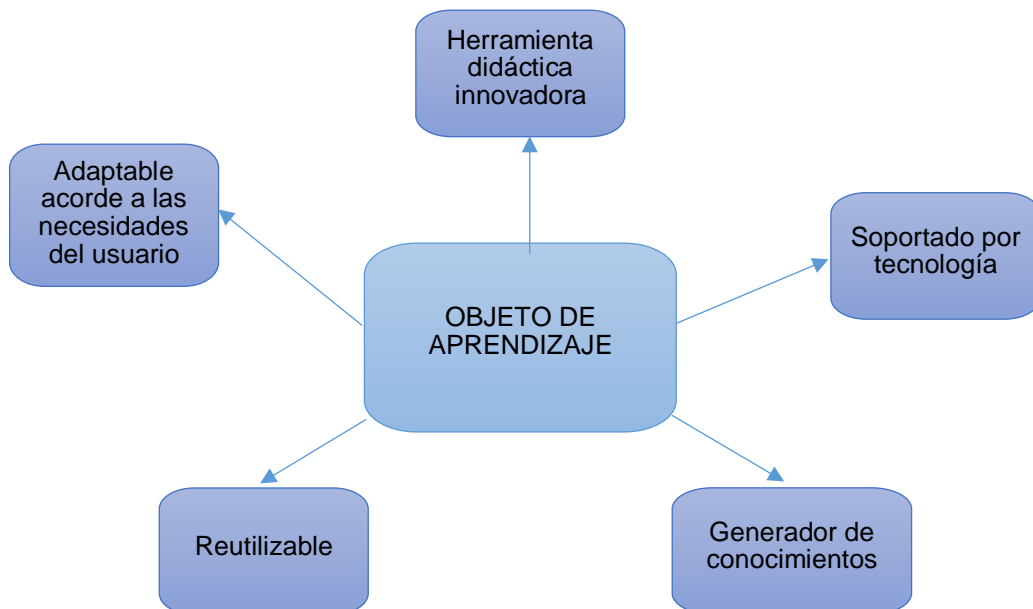 Herramienta
didáctica
innovadora
Adaptable
acorde a las
necesidades
del usuario
Soportado por
tecnología
OBJETO DE
APRENDIZAJE
Reutilizable
Generador de
conocimientos